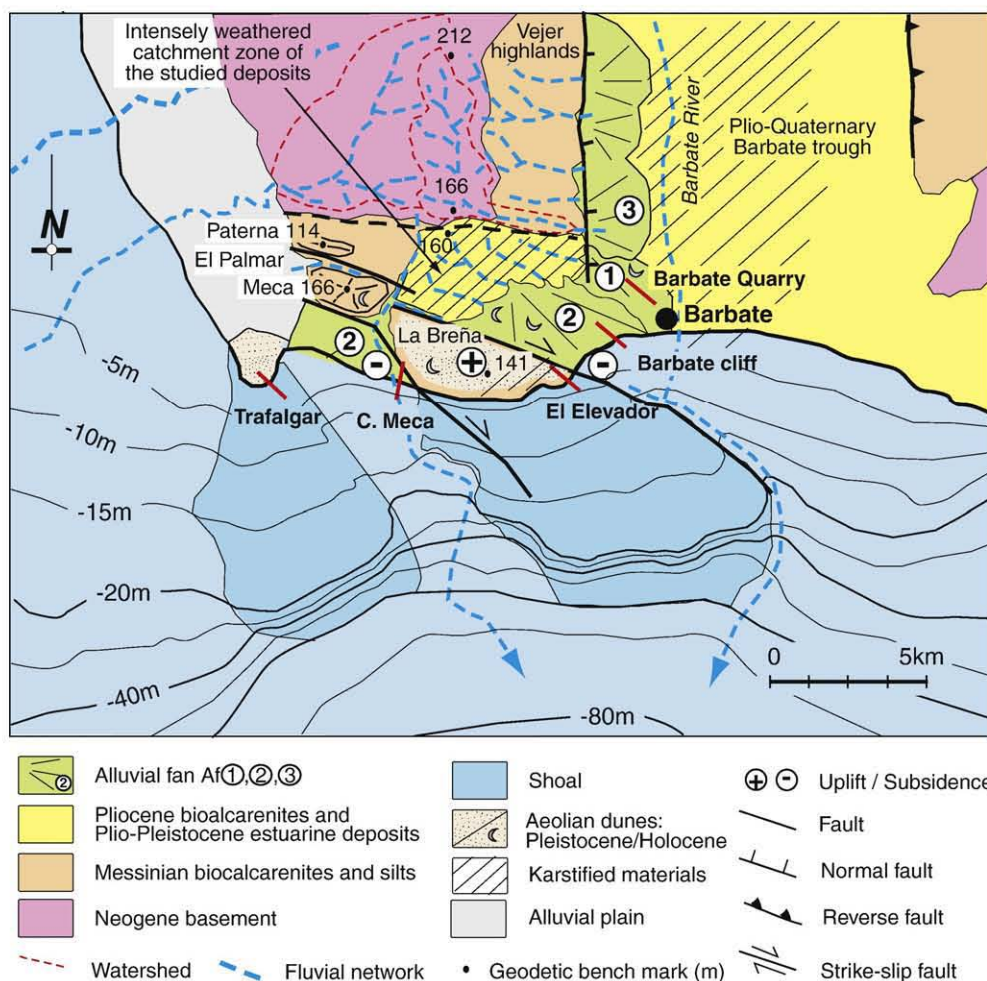 Intensely weathered
catchment zone of
the studied deposits
212
Vejer
highlands
Barbate River
Plio-Quaternary
Barbate trough
166
N
3
Paterna 114
160
El Palmar
1
Barbate Quarry
Meca 166
Barbate
2
La Breña
2
+
141
-
-
Barbate cliff
-5m
Trafalgar
C. Meca
El Elevador
-10m
-15m
-20m
0 5km
-40m
-80m
2
Alluvial fan Af 1, 2, 3
Pliocene bioalcarenites and
Plio-Pleistocene estuarine deposits
Messinian biocalcarenites and silts
Neogene basement
Watershed
Fluvial network
Shoal
Aeolian dunes:
Pleistocene/Holocene
Karstified materials
Alluvial plain
Geodetic bench mark (m)
+ - Uplift / Subsidence
Fault
Normal fault
Reverse fault
Strike-slip fault